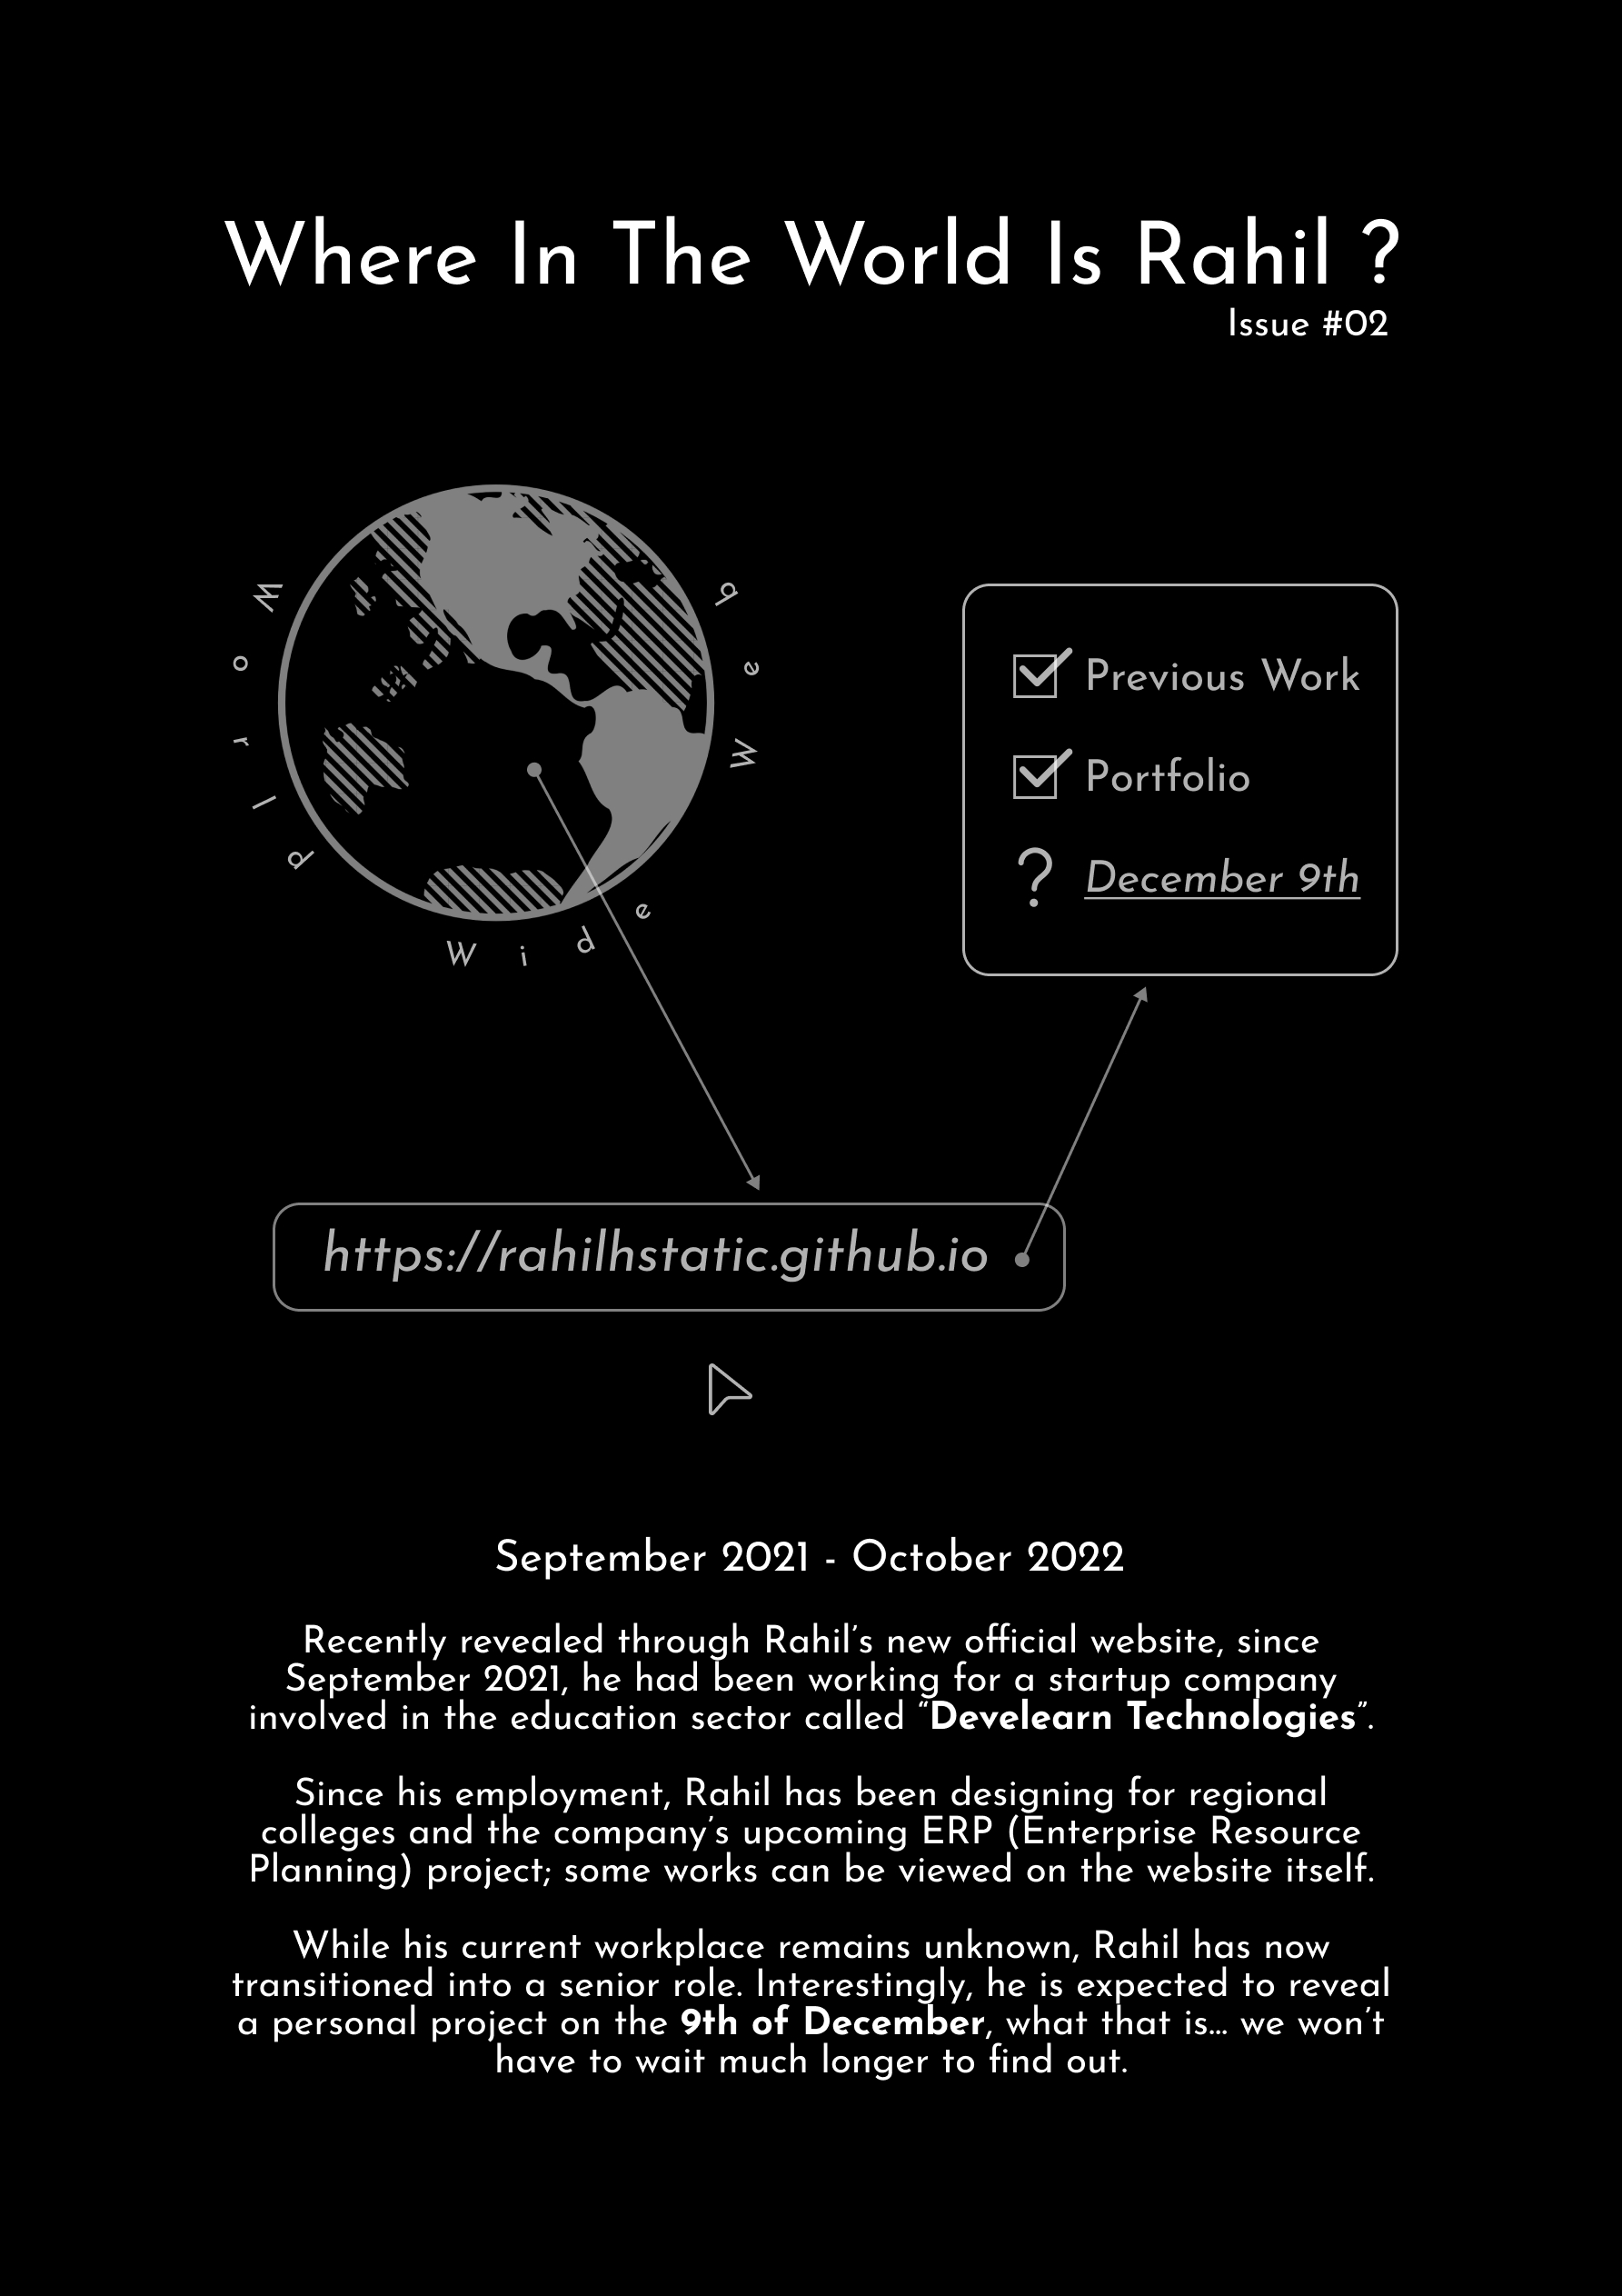 Where In The World Is Rahil ?
Issue #02
World
Wide
Web
Previous Work
Portfolio
? December 9th
https://rahilhstatic.github.io
September 2021 - October 2022
Recently revealed through Rahil’s new official website, since
September 2021, he had been working for a startup company
involved in the education sector called “Develearn Technologies”.
Since his employment, Rahil has been designing for regional
colleges and the company’s upcoming ERP (Enterprise Resource
Planning) project; some works can be viewed on the website itself.
While his current workplace remains unknown, Rahil has now
transitioned into a senior role. Interestingly, he is expected to reveal
a personal project on the 9th of December, what that is... we won’t
have to wait much longer to find out.